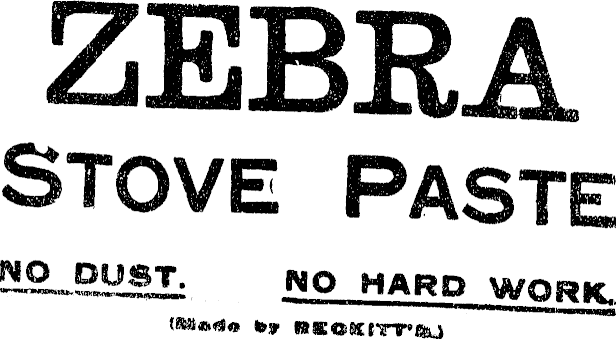 ZEBRA
STOVE PASTE
NO DUST. NO HARD WORK.
(Made by RECKITT'S.)